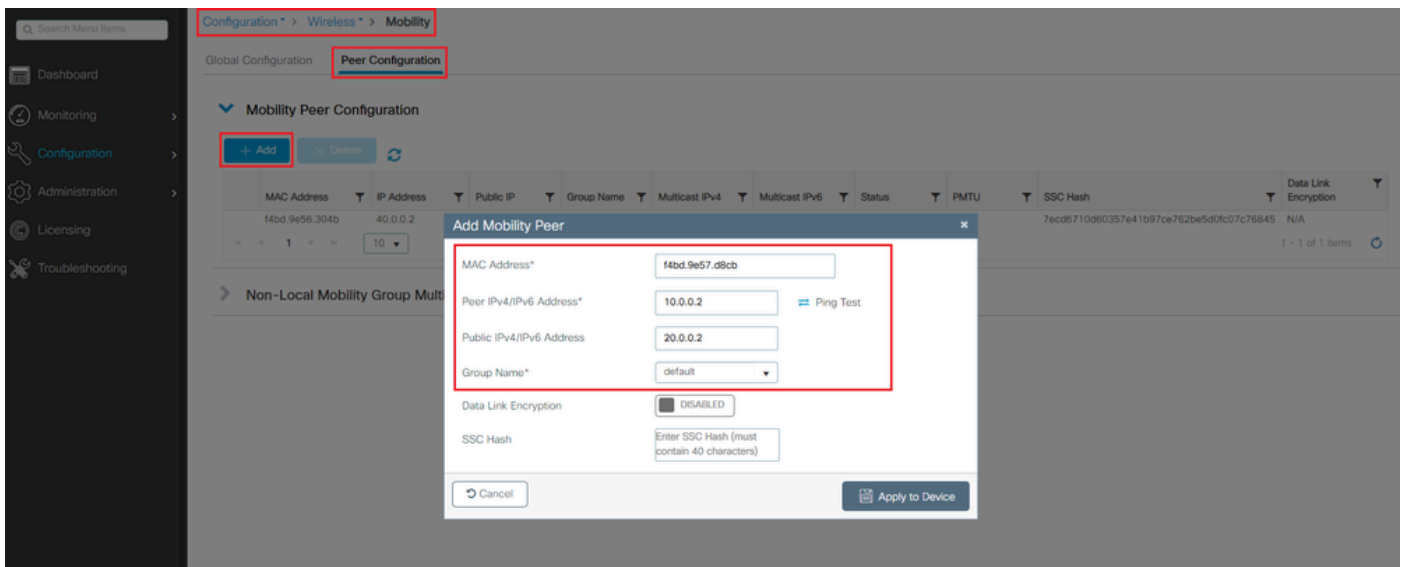 Search Menu Items
Configuration > Wireless > Mobility
Global Configuration Peer Configuration
Dashboard
Monitoring
Configuration
Administration
Licensing
Troubleshooting
Mobility Peer Configuration
+ Add × Delete
MAC Address IP Address Public IP Group Name Multicast IPv4 Multicast IPv6 Status PMTU SSC Hash Data Link Encryption
f4bd.9e56.304b 40.0.0.2 7ecd6710d60357e41b97ce762be5d0fc07c76845 N/A
1 10 1 - 1 of 1 items
Non-Local Mobility Group Multi
Add Mobility Peer ×
MAC Address* f4bd.9e57.d8cb
Peer IPv4/IPv6 Address* 10.0.0.2 Ping Test
Public IPv4/IPv6 Address 20.0.0.2
Group Name* default
Data Link Encryption DISABLED
SSC Hash Enter SSC Hash (must
contain 40 characters)
Cancel Apply to Device